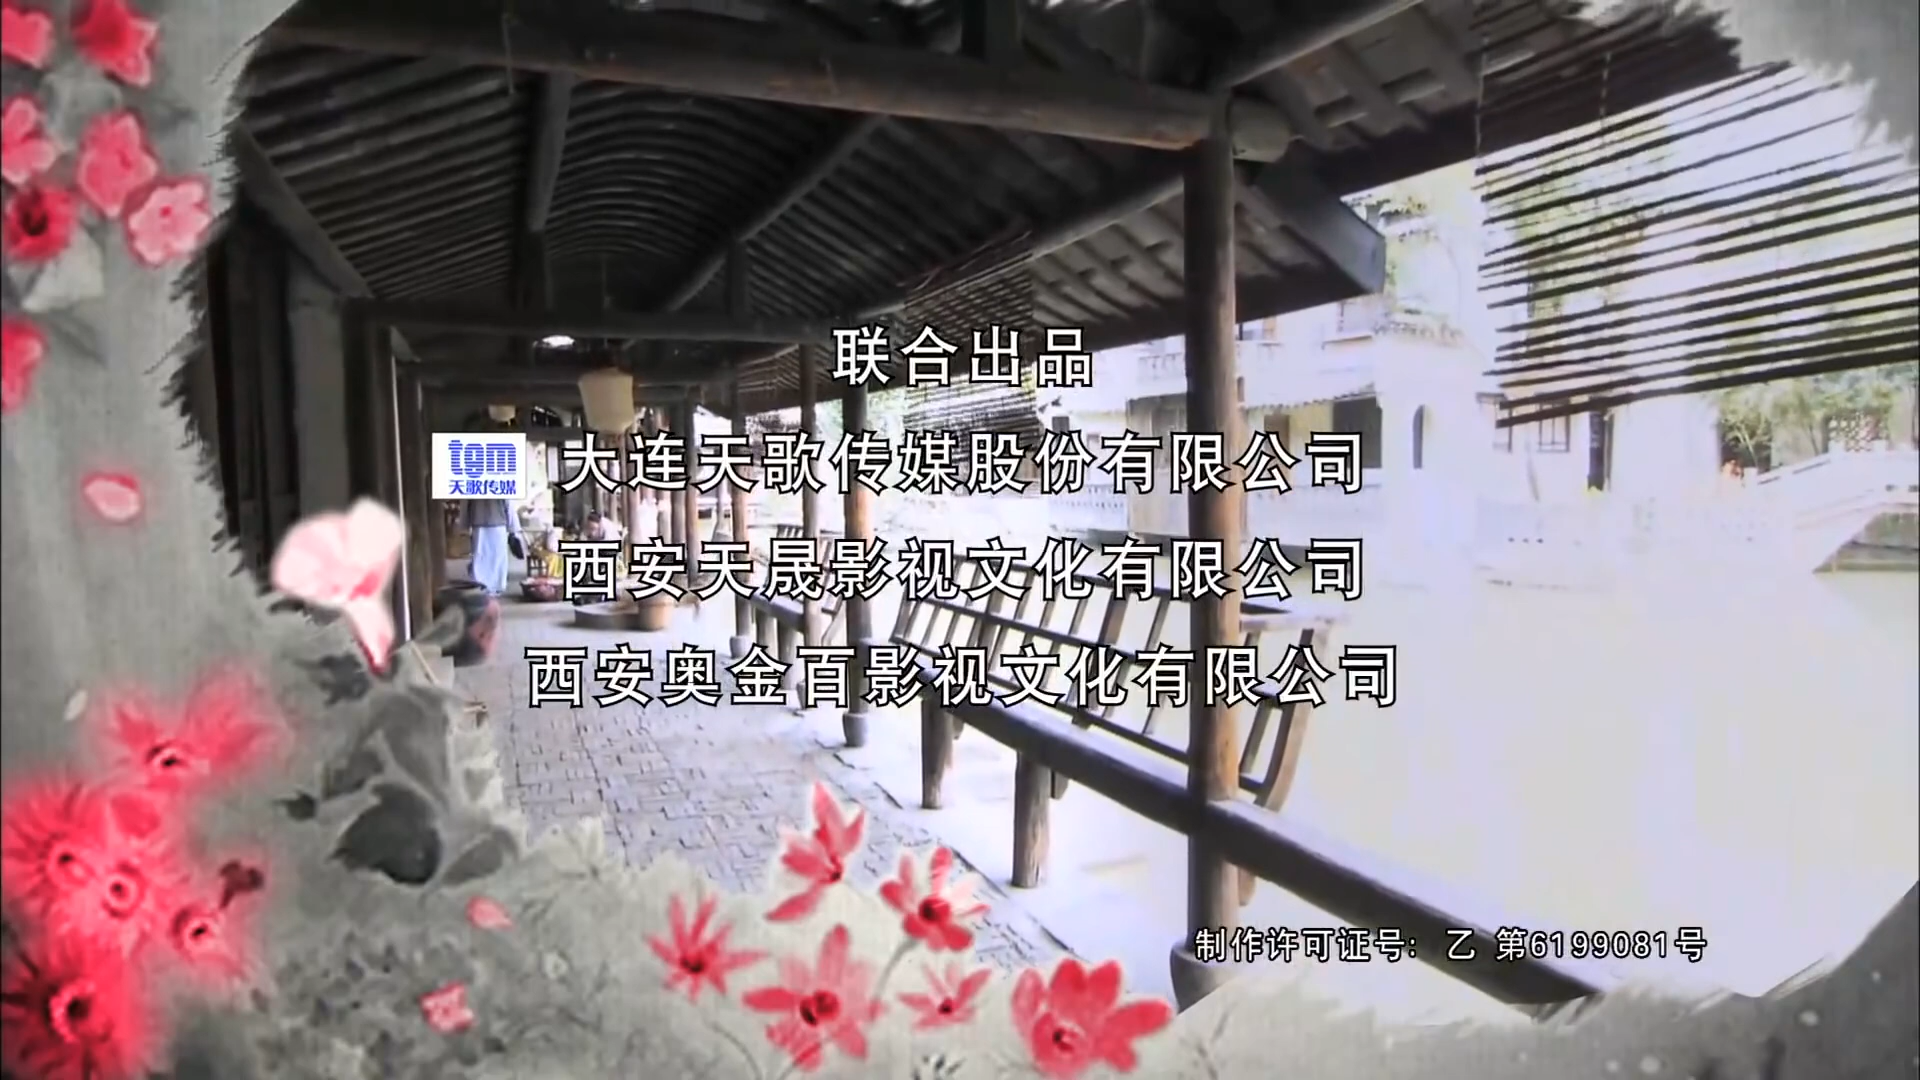 联合出品
tgm
天歌传媒
大连天歌传媒股份有限公司
西安天晟影视文化有限公司
西安奥金百影视文化有限公司
制作许可证号：乙 第6199081号